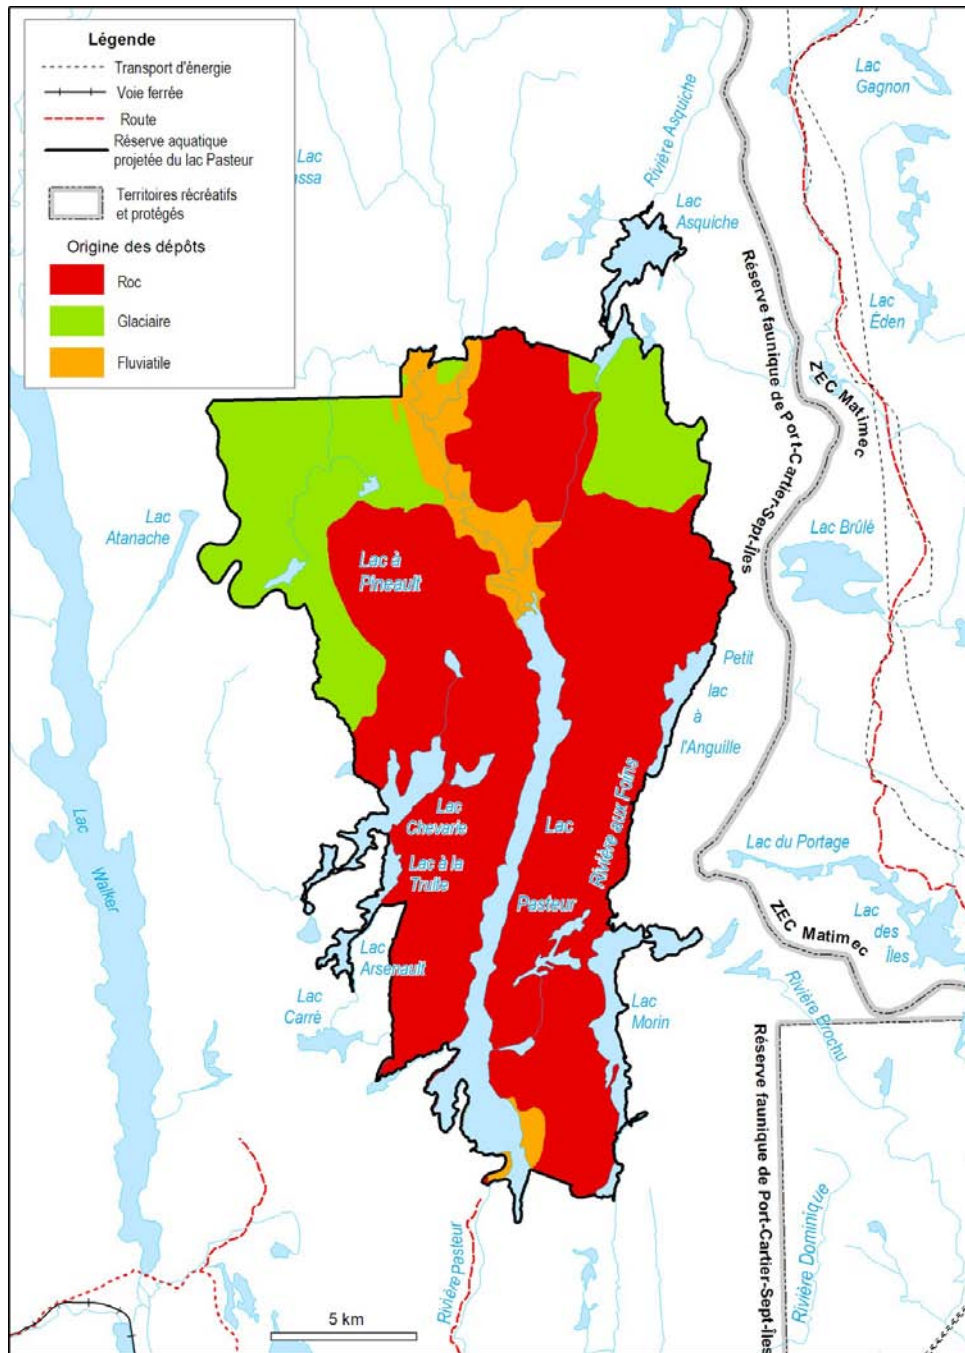 Légende
Transport d'énergie
Voie ferrée
Route
Réserve aquatique
projetée du lac Pasteur
Territoires récréatifs
et protégés
Origine des dépôts
Roc
Glaciaire
Fluviatile
Lac
assa
Rivière Asquiche
Lac
Asquiche
Lac
Gagnon
Lac
Éden
Réserve faunique de Port-Cartier-Sept-Îles
ZEC Matimec
Lac
Atanache
Lac à
Pineault
Lac Brûlé
Petit
lac
à
l'Anguille
Rivière aux Foins
Lac
Walker
Lac
Chevarie
Lac
Pasteur
Lac à la
Truite
Lac du Portage
Lac
des
Îles
ZEC Matimec
Lac
Arsenault
Lac
Carré
Lac
Morin
Rivière Brochu
Réserve faunique de Port-Cartier-Sept-Îles
Rivière Dominique
Rivière Pasteur
5 km